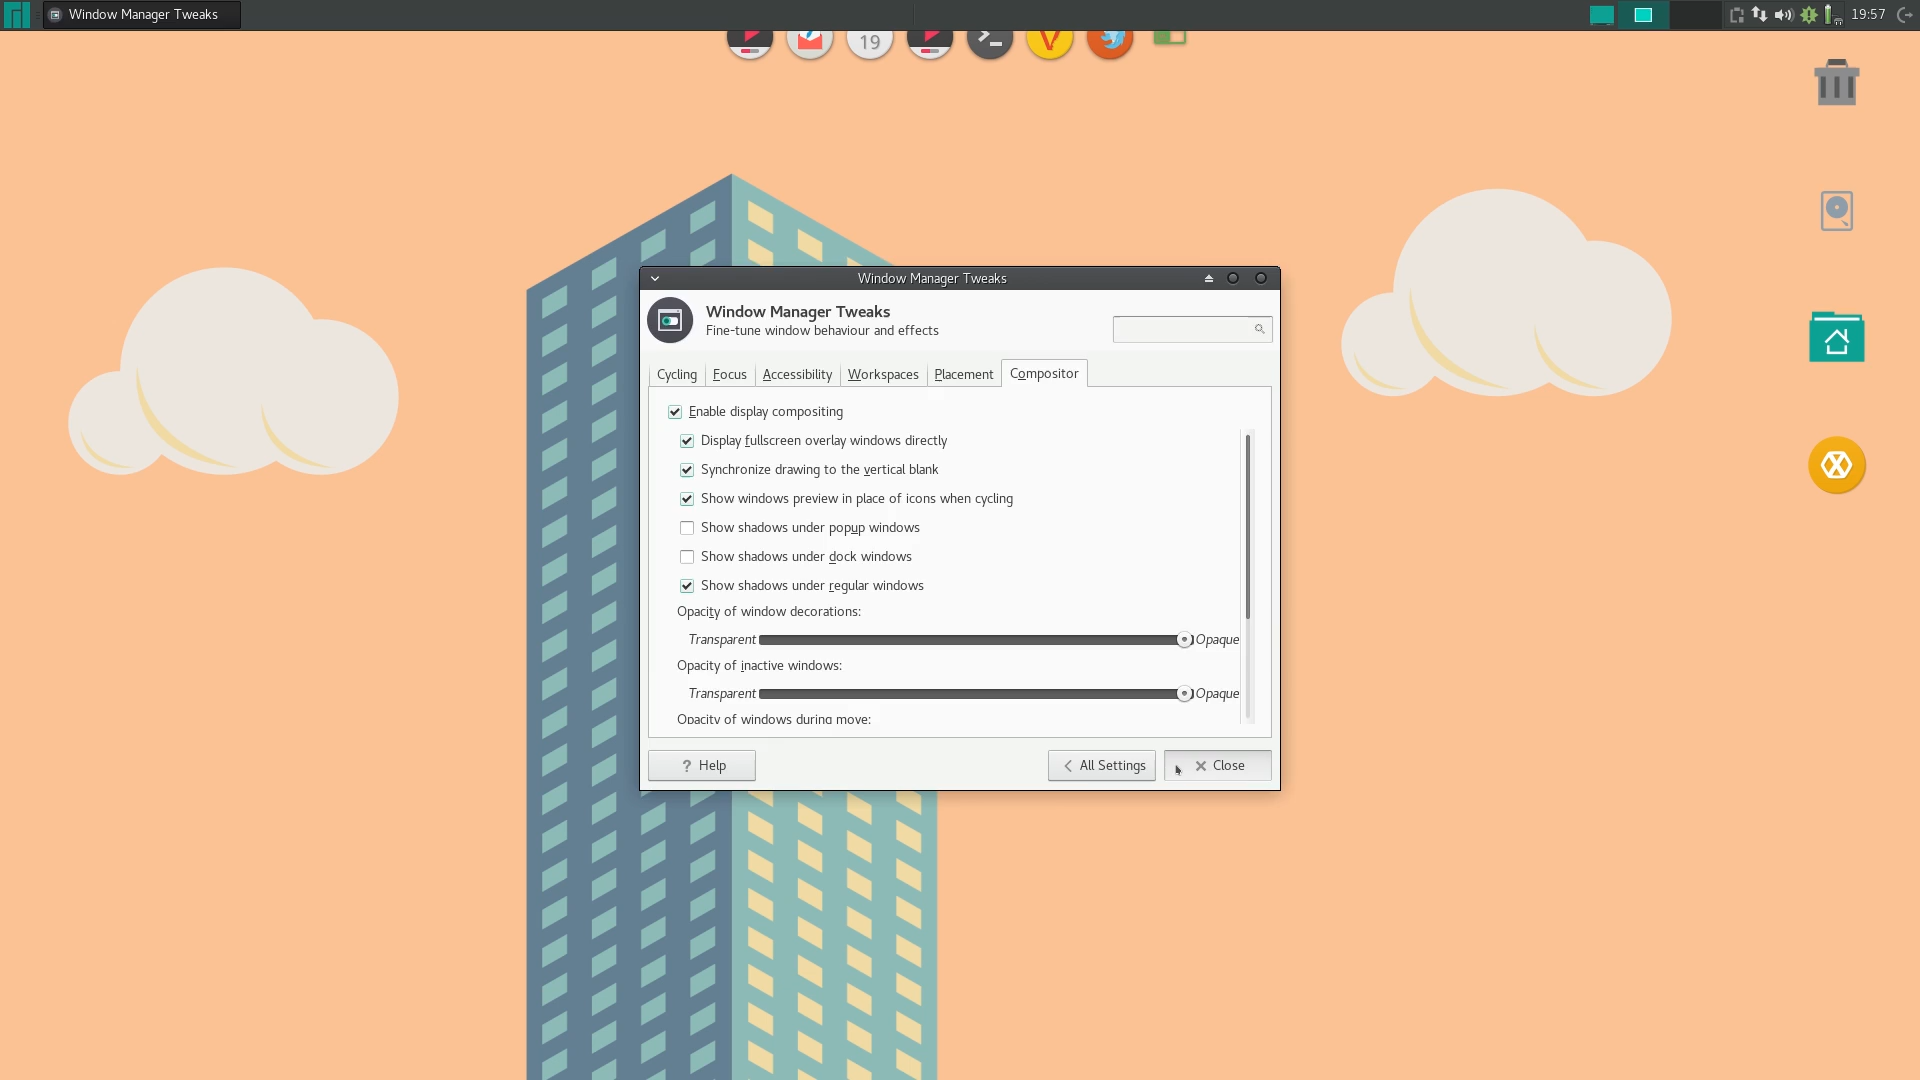 Window Manager Tweaks
19:57
19
Window Manager Tweaks
Window Manager Tweaks
Fine-tune window behaviour and effects
Cycling Focus Accessibility Workspaces Placement Compositor
Enable display compositing
Display fullscreen overlay windows directly
Synchronize drawing to the vertical blank
Show windows preview in place of icons when cycling
Show shadows under popup windows
Show shadows under dock windows
Show shadows under regular windows
Opacity of window decorations:
Transparent Opaque
Opacity of inactive windows:
Transparent Opaque
Opacity of windows during move:
? Help
All Settings
Close